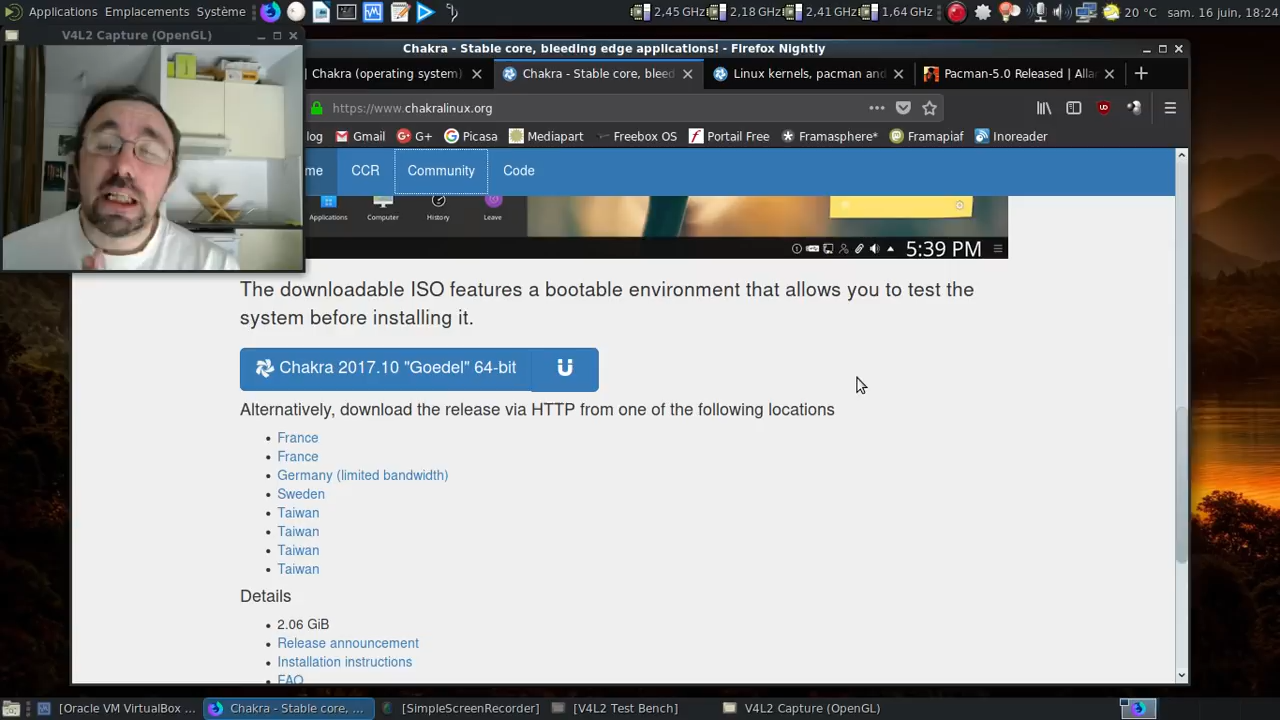 Applications Emplacements Système
2,45 GHz 2,18 GHz 2,41 GHz 1,64 GHz 20 °C sam. 16 juin, 18:24
V4L2 Capture (OpenGL)
Chakra - Stable core, bleeding edge applications! - Firefox Nightly
Chakra (operating system)
Chakra - Stable core, bleed
Linux kernels, pacman and
Pacman-5.0 Released | Alla
https://www.chakralinux.org
log Gmail G+ Picasa Mediapart Freebox OS Portail Free Framasphere* Framapiaf Inoreader
me CCR Community Code
Applications Computer History Leave
5:39 PM
The downloadable ISO features a bootable environment that allows you to test the
system before installing it.
Chakra 2017.10 "Goedel" 64-bit
Alternatively, download the release via HTTP from one of the following locations
France
France
Germany (limited bandwidth)
Sweden
Taiwan
Taiwan
Taiwan
Taiwan
Details
2.06 GiB
Release announcement
Installation instructions
FAQ
[Oracle VM VirtualBox ... Chakra - Stable core, ... [SimpleScreenRecorder] [V4L2 Test Bench] V4L2 Capture (OpenGL)